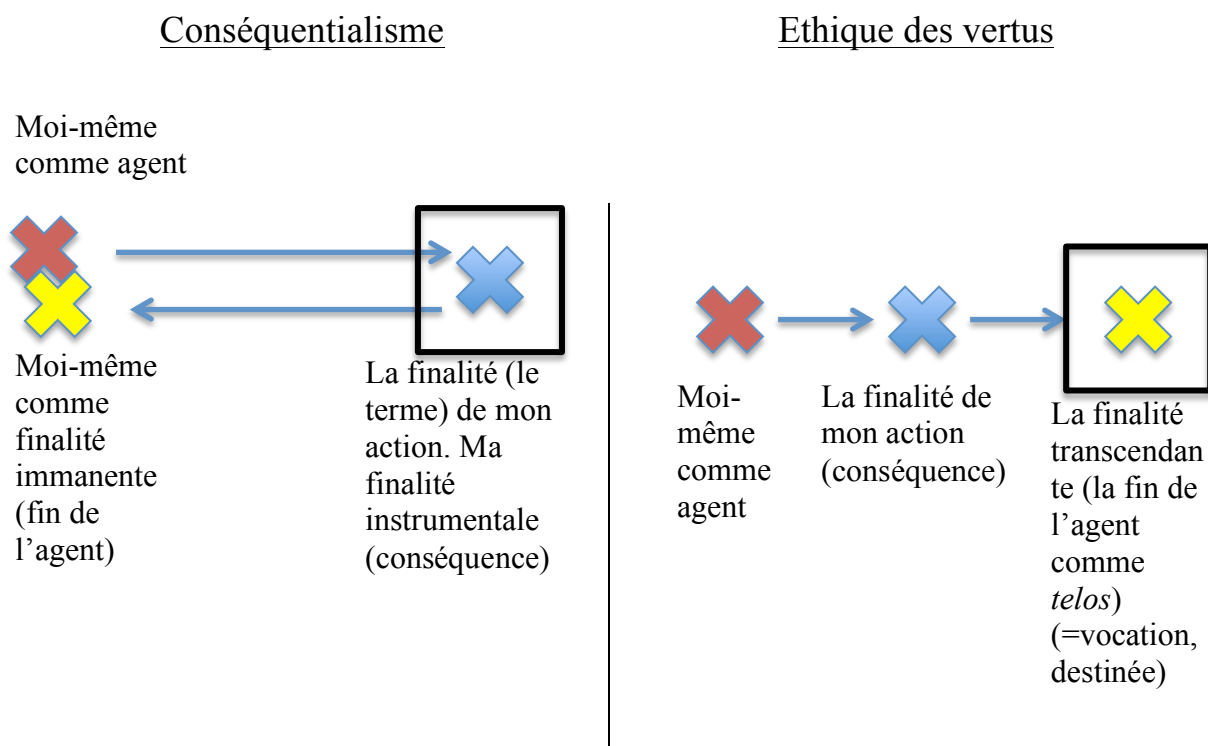 Conséquentialisme
Moi-même
comme agent
Moi-même
comme
finalité
immanente
(fin de
l’agent)
La finalité (le
terme) de mon
action. Ma
finalité
instrumentale
(conséquence)
Ethique des vertus
Moi-
même
comme
agent
La finalité de
mon action
(conséquence)
La finalité
transcendan
te (la fin de
l’agent
comme
telos)
(=vocation,
destinée)